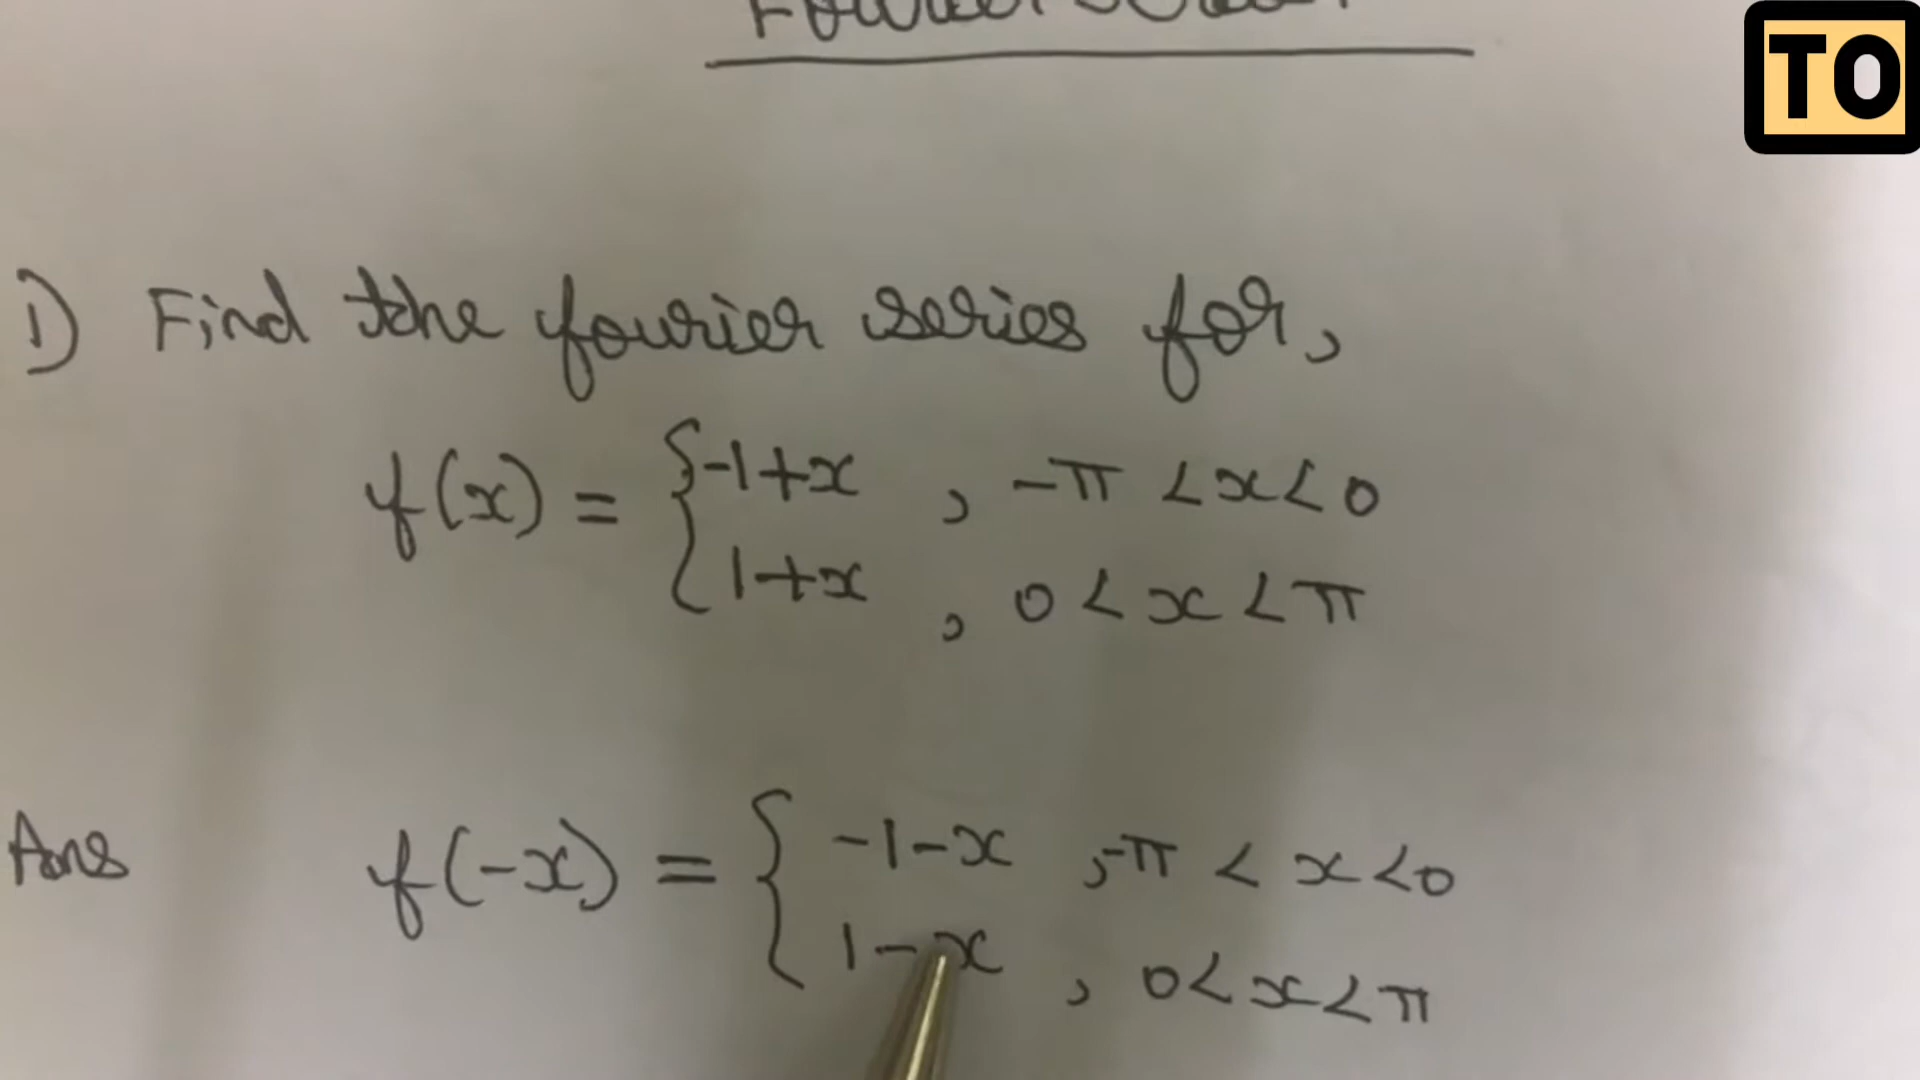 TO
1) Find the fourier series for,
f(x) = { -1+x , -π < x < 0
1+x , 0 < x < π
Ans f(-x) = { -1-x , -π < x < 0
1-x , 0 < x < π